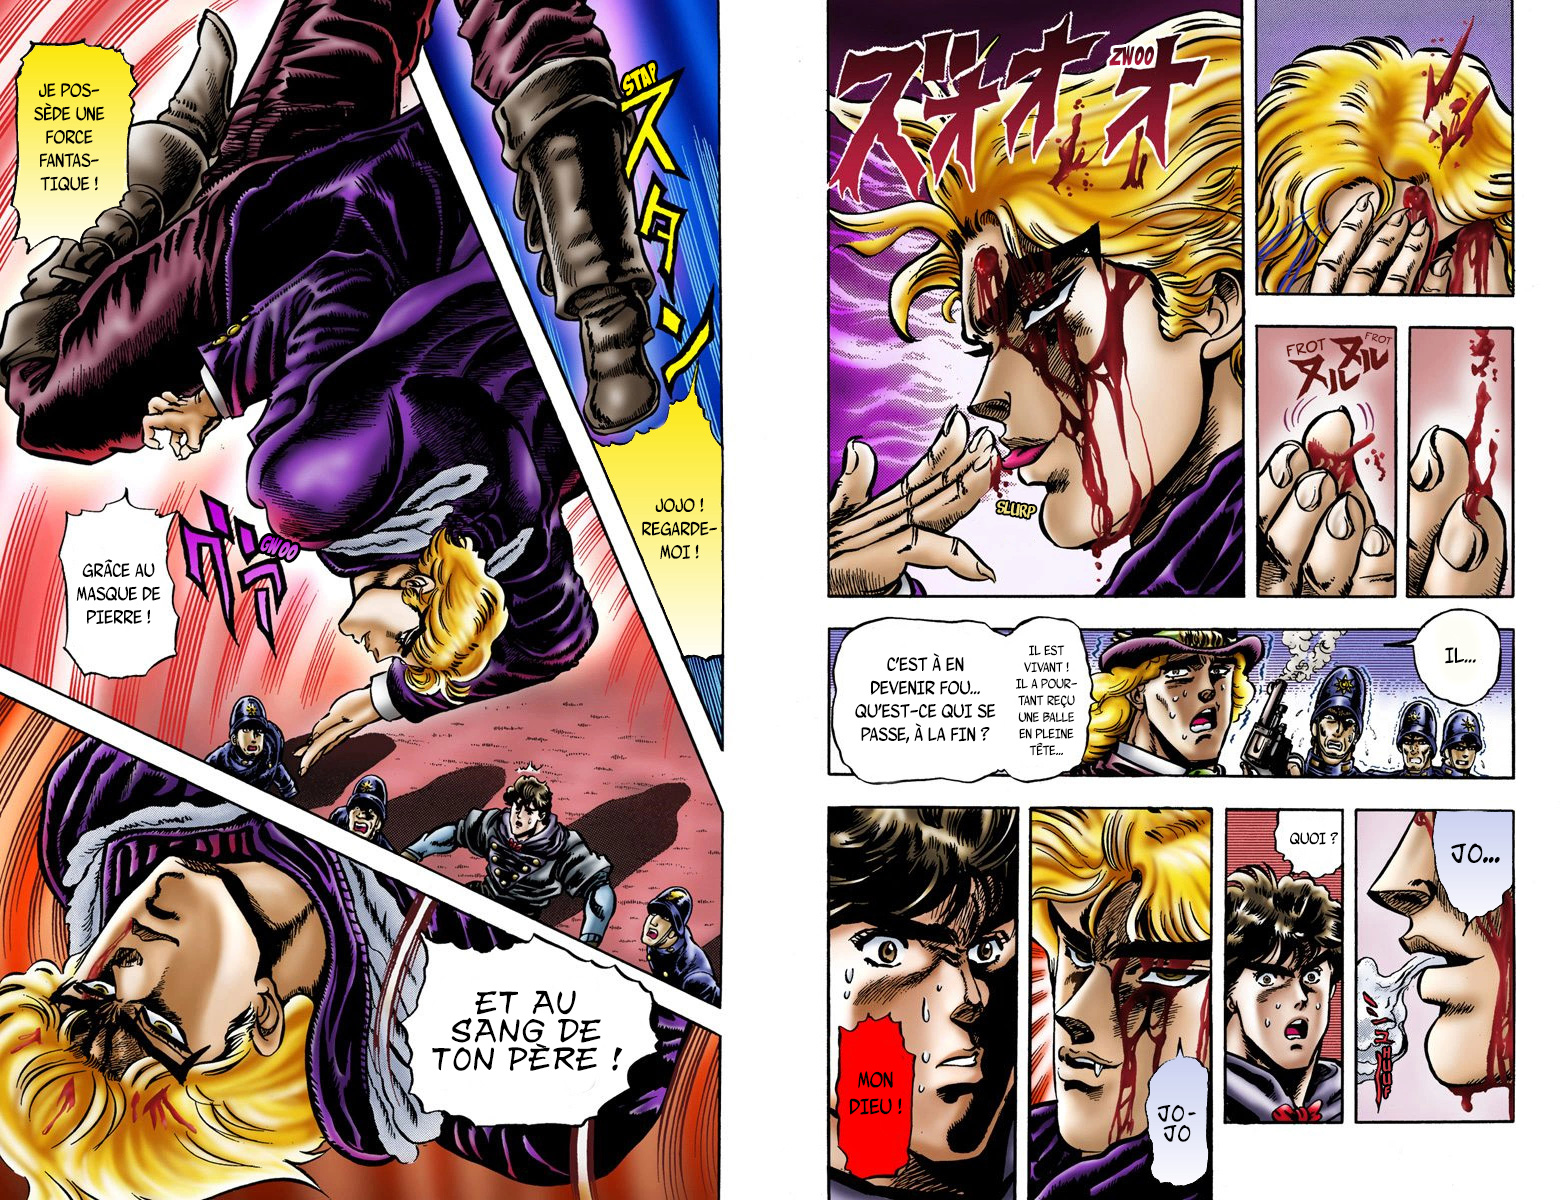 ズオオオ
ZWOO
SLURP
FROT
FROT
ヌル
ヌル
IL...
IL EST
VIVANT !
IL A POUR-
TANT REÇU
UNE BALLE
EN PLEINE
TÊTE...
C'EST À EN
DEVENIR FOU...
QU'EST-CE QUI SE
PASSE, À LA FIN ?
JO...
QUOI ?
JO-
JO
MON
DIEU !
STAP
スタン
JOJO !
REGARDE-
MOI !
JE POS-
SÈDE UNE
FORCE
FANTAS-
TIQUE !
GWOO
GRÂCE AU
MASQUE DE
PIERRE !
ET AU
SANG DE
TON PÈRE !